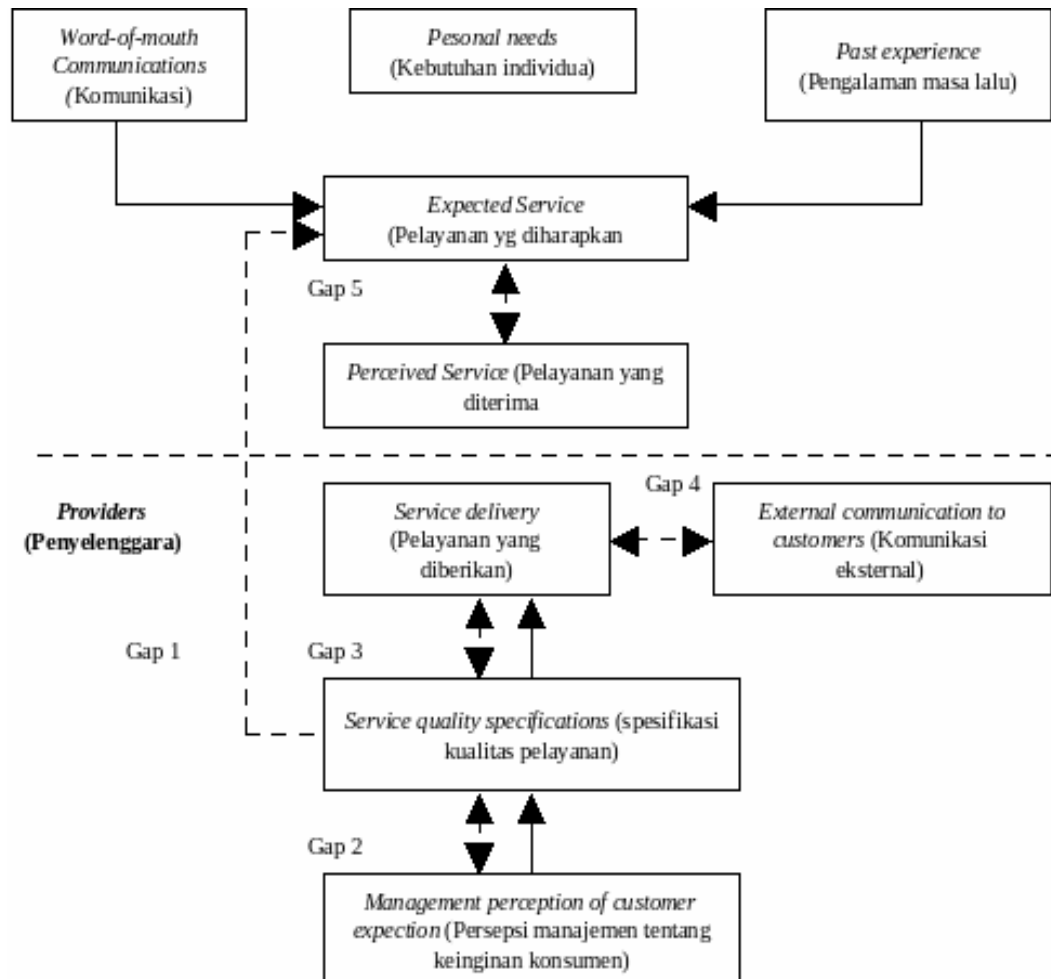 Word-of-mouth
Communications
(Komunikasi)
Pesonal needs
(Kebutuhan individua)
Past experience
(Pengalaman masa lalu)
Expected Service
(Pelayanan yg diharapkan
Gap 5
Perceived Service (Pelayanan yang
diterima
Providers
(Penyelenggara)
Service delivery
(Pelayanan yang
diberikan)
Gap 4
External communication to
customers (Komunikasi
eksternal)
Gap 1
Gap 3
Service quality specifications (spesifikasi
kualitas pelayanan)
Gap 2
Management perception of customer
expection (Persepsi manajemen tentang
keinginan konsumen)